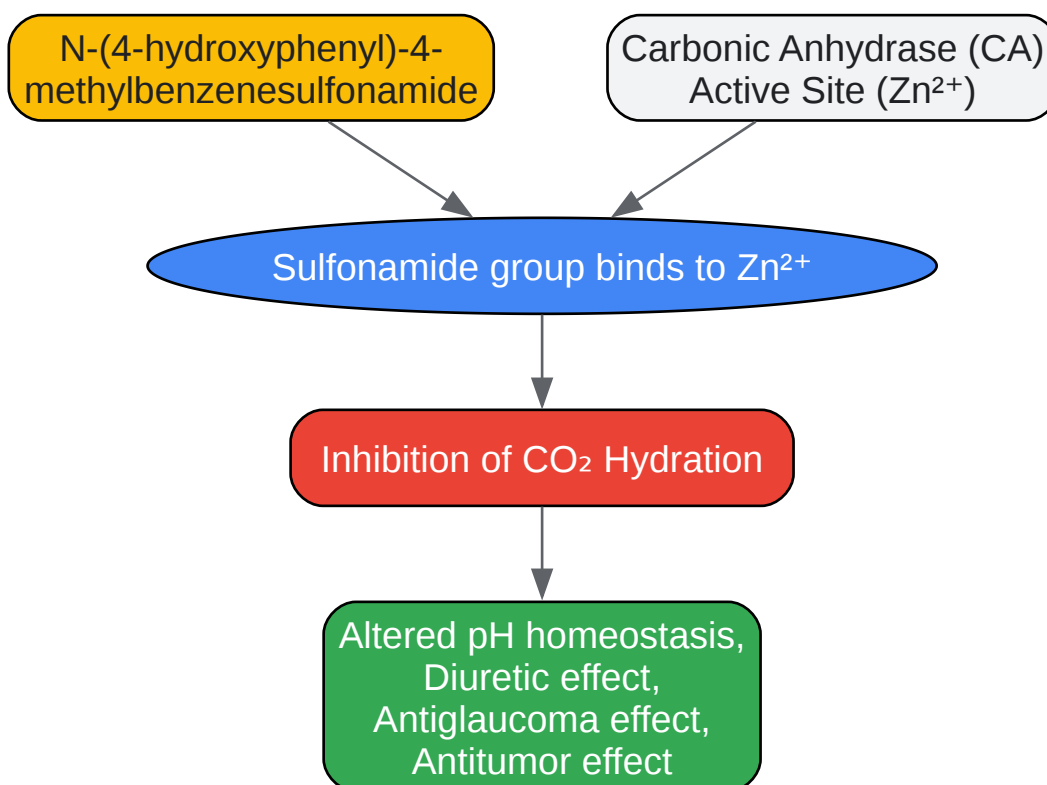 N-(4-hydroxyphenyl)-4-
methylbenzenesulfonamide
Carbonic Anhydrase (CA)
Active Site (Zn²⁺)
Sulfonamide group binds to Zn²⁺
Inhibition of CO₂ Hydration
Altered pH homeostasis,
Diuretic effect,
Antiglaucoma effect,
Antitumor effect